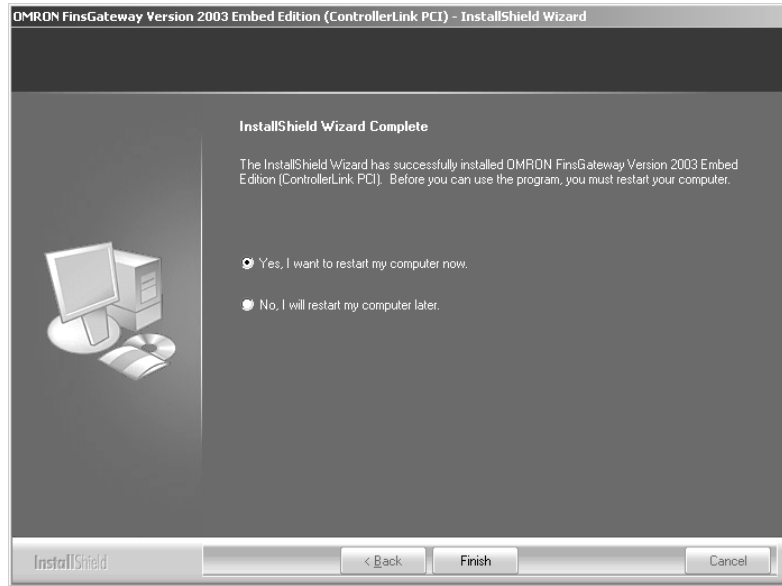 OMRON FinsGateway Version 2003 Embed Edition (ControllerLink PCI) - InstallShield Wizard
InstallShield Wizard Complete
The InstallShield Wizard has successfully installed OMRON FinsGateway Version 2003 Embed
Edition (ControllerLink PCI). Before you can use the program, you must restart your computer.
Yes, I want to restart my computer now.
No, I will restart my computer later.
InstallShield
< Back
Finish
Cancel